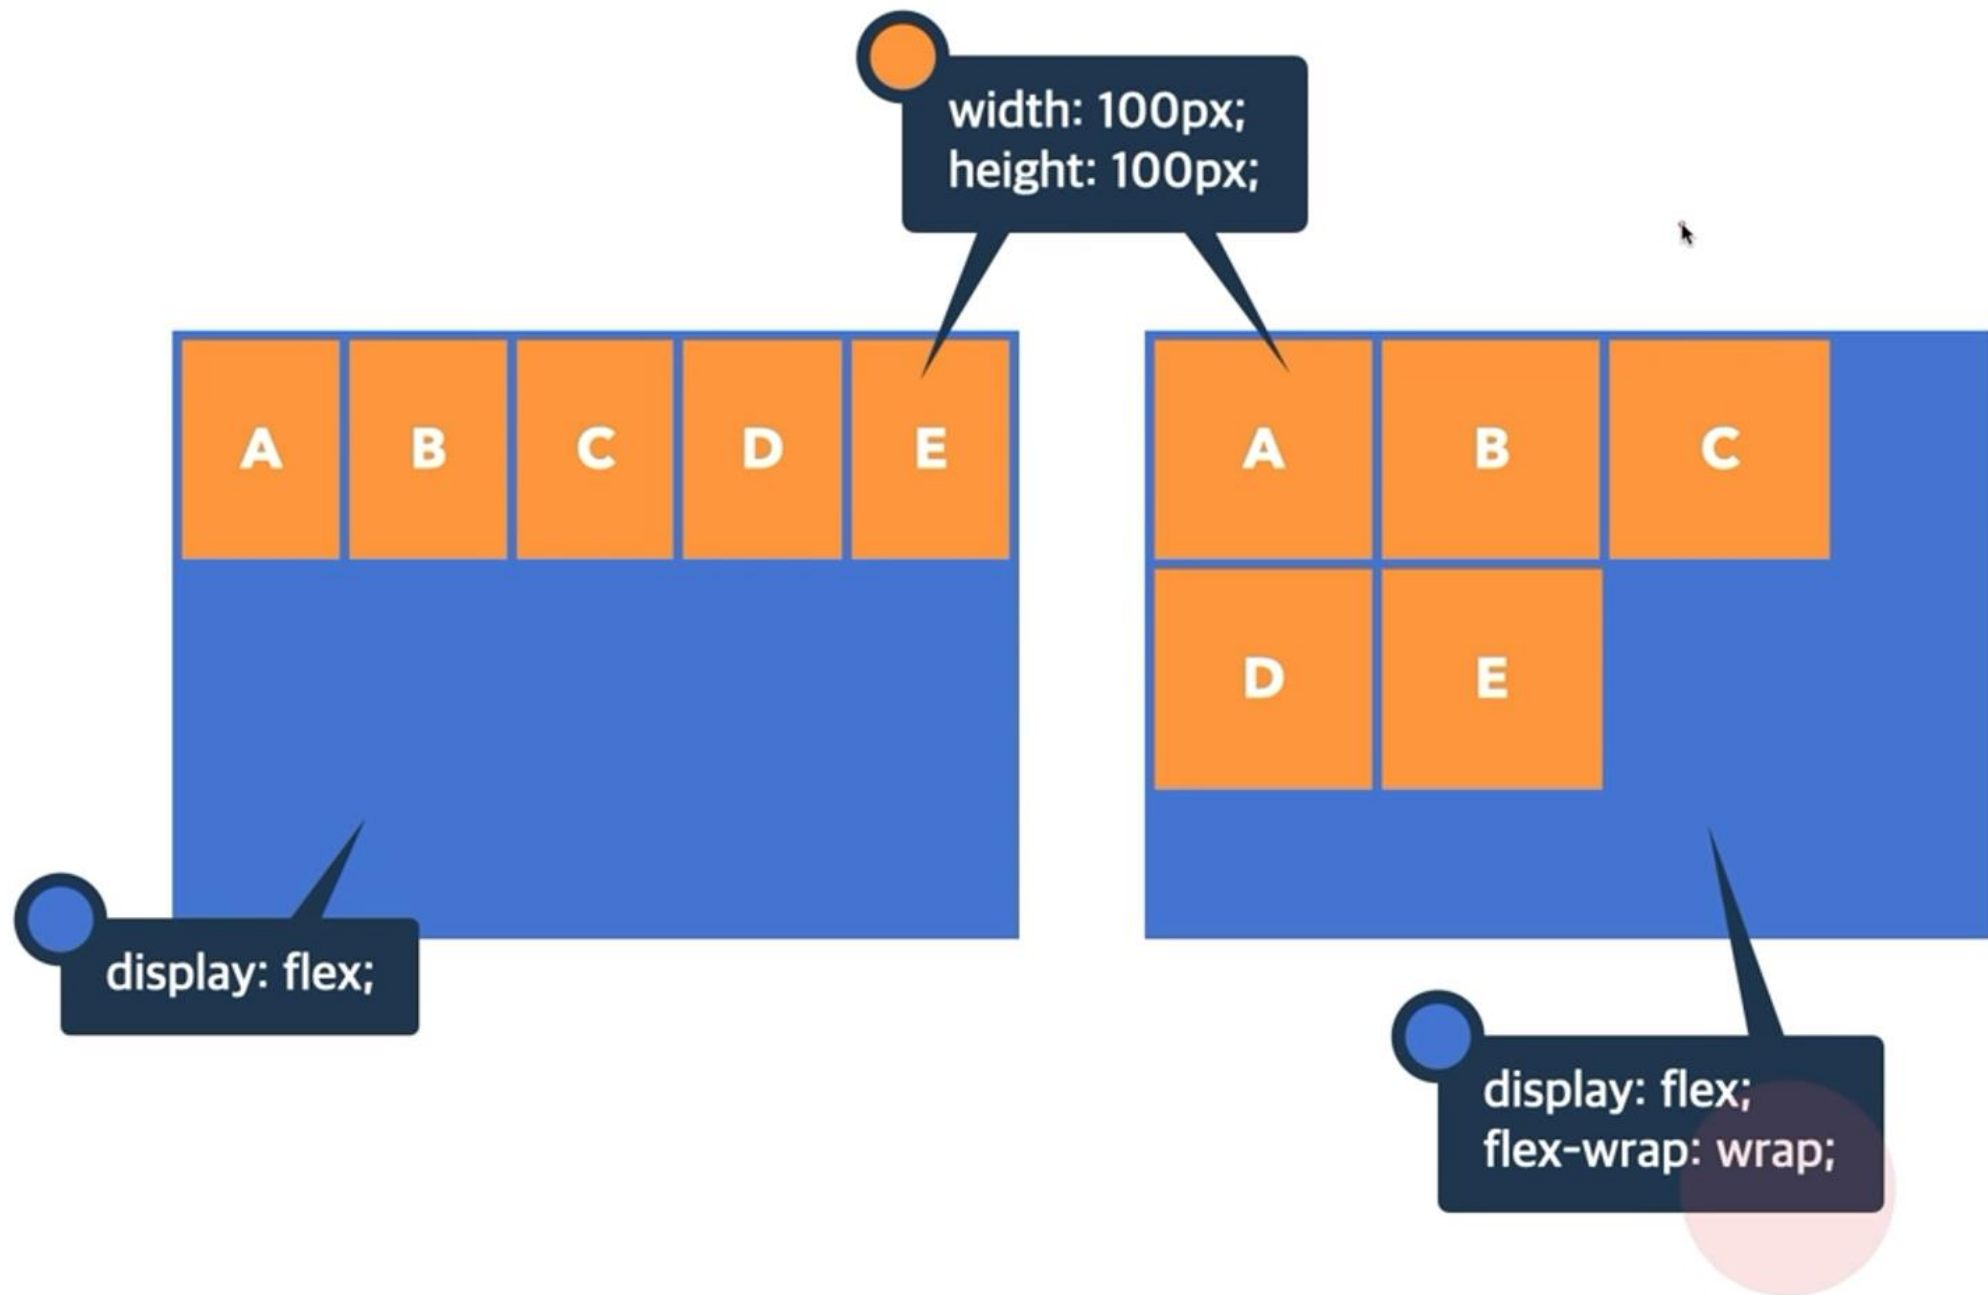 width: 100px;
height: 100px;
A B C D E
A B C
D E
display: flex;
display: flex;
flex-wrap: wrap;